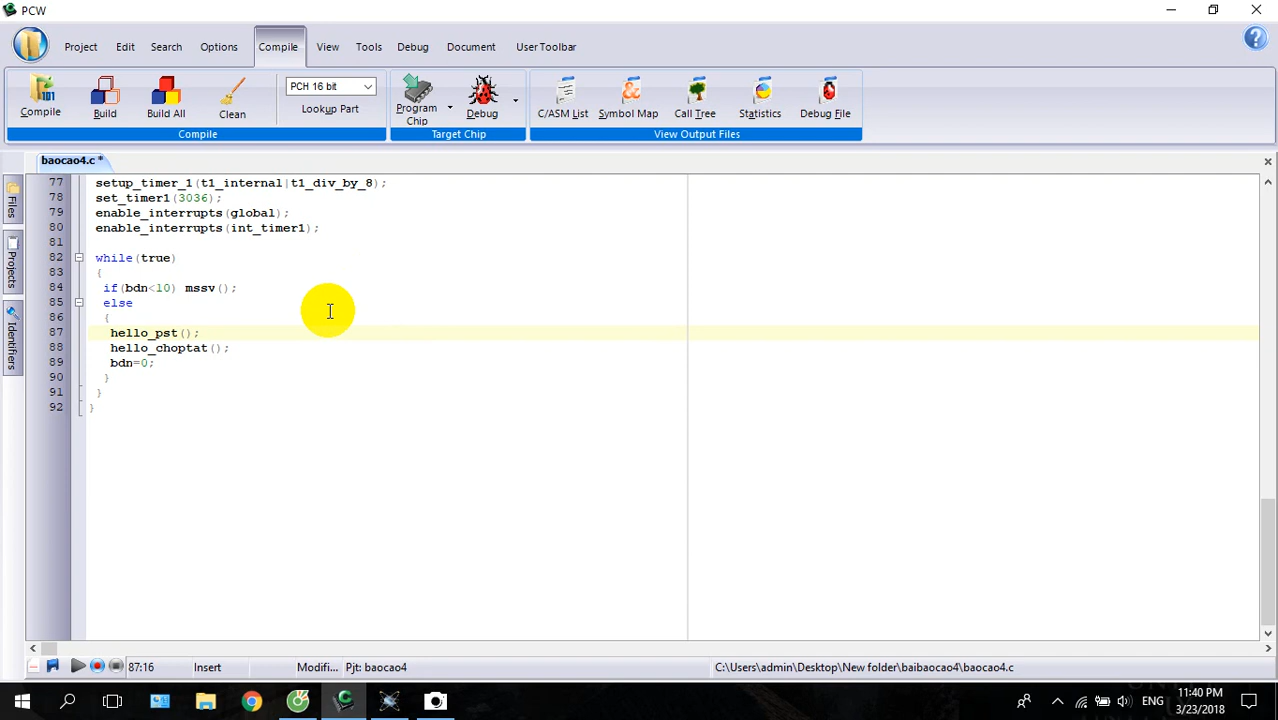 PCW
Project Edit Search Options Compile View Tools Debug Document User Toolbar
PCH 16 bit
Compile Build Build All Clean Lookup Part Program Chip Debug C/ASM List Symbol Map Call Tree Statistics Debug File
Compile Target Chip View Output Files
baocao4.c *
Files
Projects
Identifiers
77 setup_timer_1(t1_internal|t1_div_by_8);
78 set_timer1(3036);
79 enable_interrupts(global);
80 enable_interrupts(int_timer1);
81
82 while(true)
83 {
84 if(bdn<10) mssv();
85 else
86 {
87 hello_pst();
88 hello_choptat();
89 bdn=0;
90 }
91 }
92 }
87:16 Insert Modifi... Pjt: baocao4 C:\Users\admin\Desktop\New folder\baibaocao4\baocao4.c
ENG
11:40 PM
3/23/2018